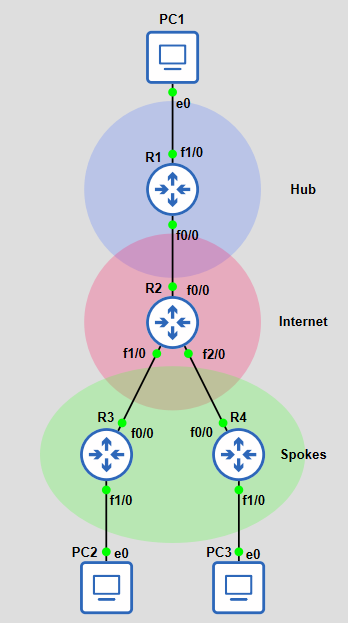 PC1
e0
R1 f1/0
Hub
f0/0
R2 f0/0
Internet
f1/0 f2/0
R3 R4
f0/0 f0/0
Spokes
f1/0 f1/0
PC2 e0 PC3 e0